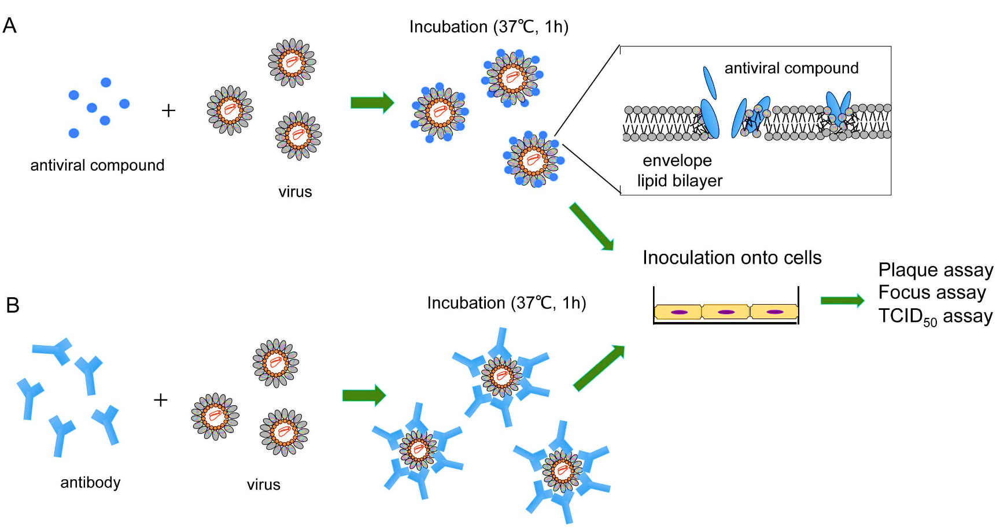 A
Incubation (37℃, 1h)
antiviral compound
+
antiviral compound
virus
envelope
lipid bilayer
Inoculation onto cells
Plaque assay
Focus assay
TCID50 assay
B
Incubation (37℃, 1h)
+
antibody
virus